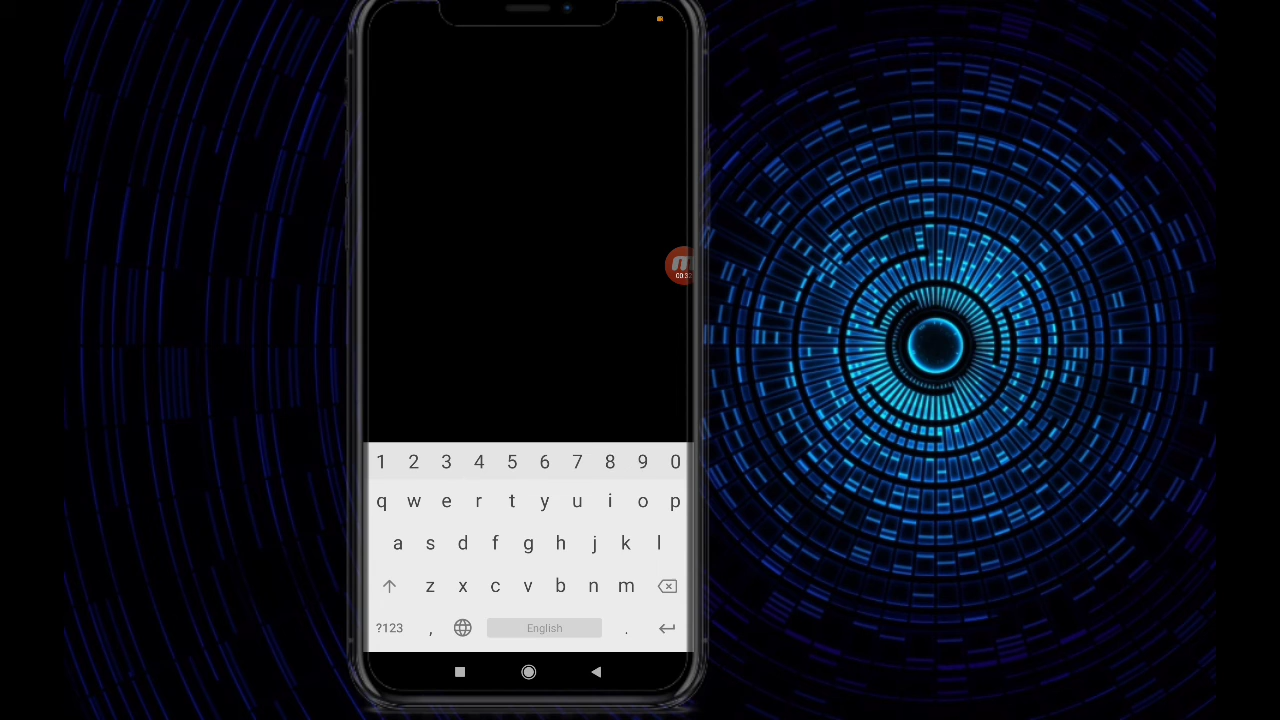 1 2 3 4 5 6 7 8 9 0
q w e r t y u i o p
a s d f g h j k l
z x c v b n m
?123 , English .